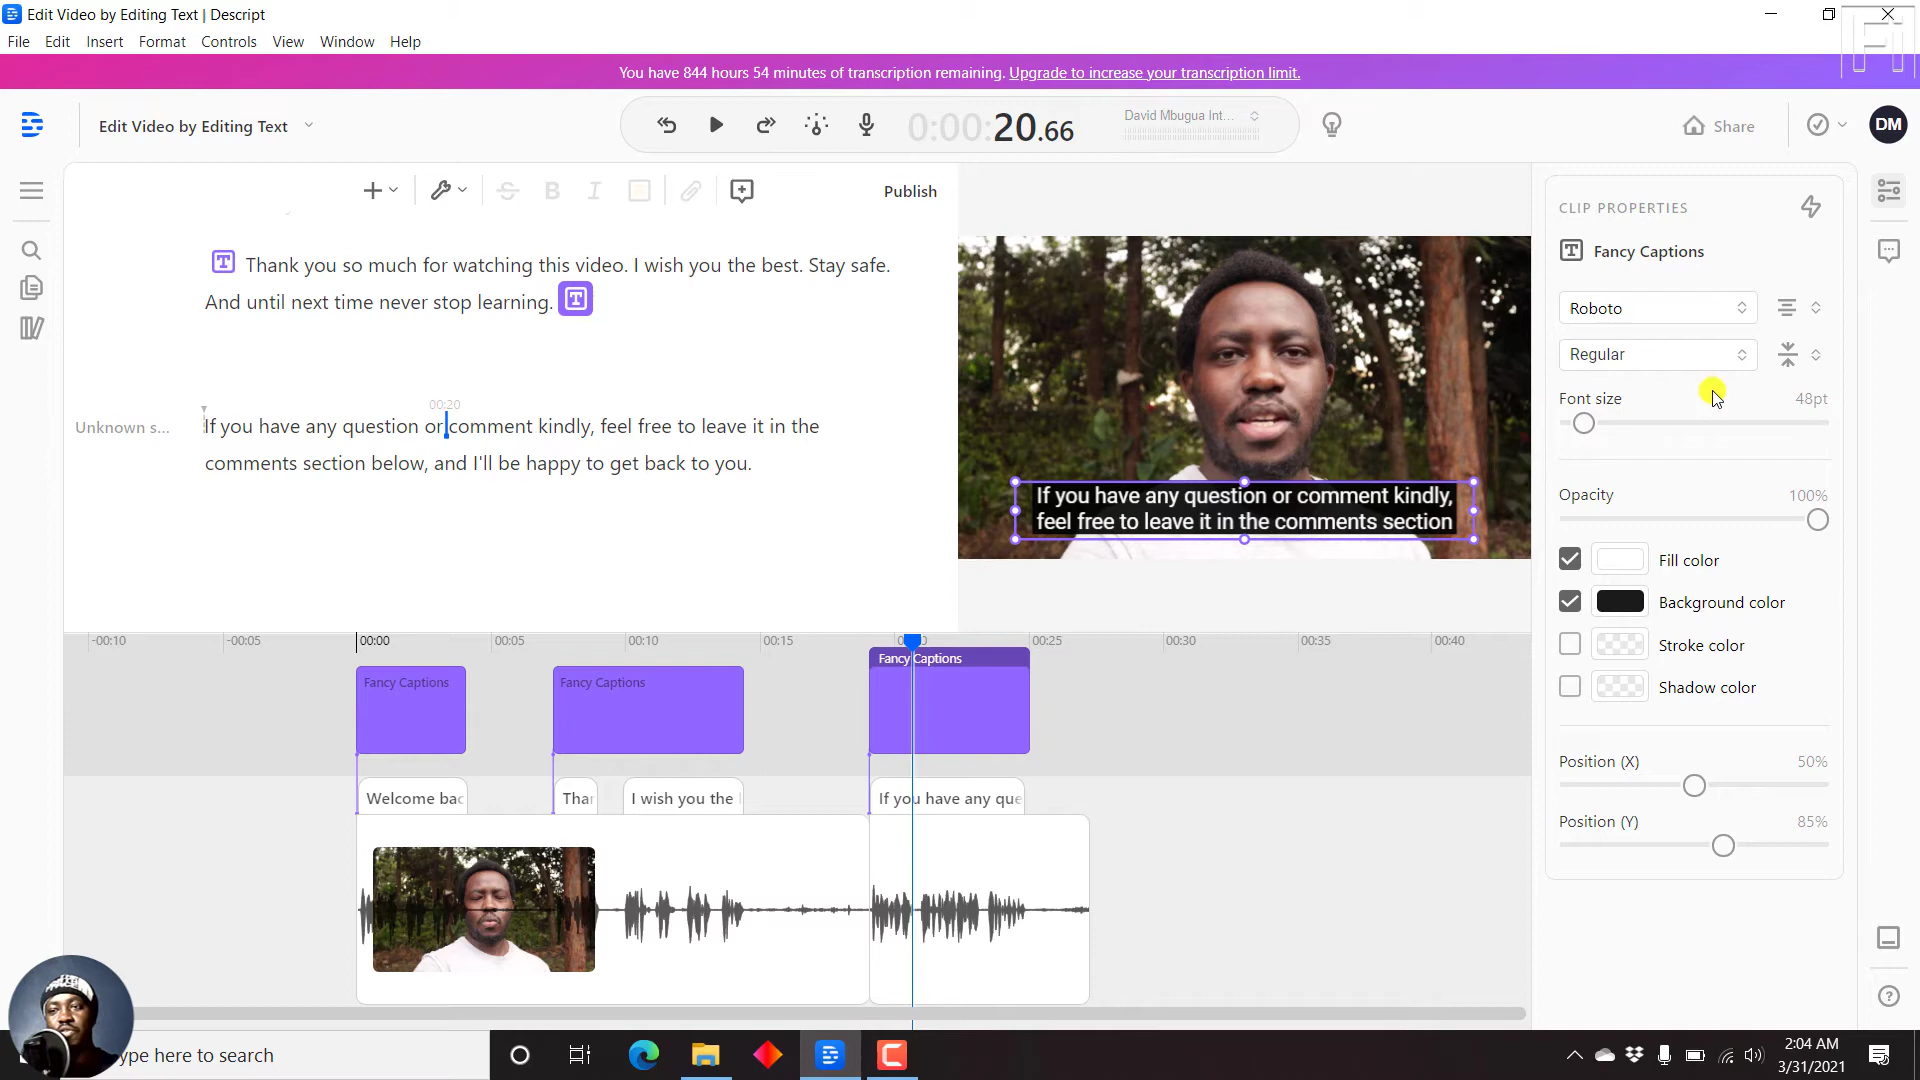 Edit Video by Editing Text | Descript
File Edit Insert Format Controls View Window Help
You have 844 hours 54 minutes of transcription remaining. Upgrade to increase your transcription limit.
Edit Video by Editing Text
0:00:20.66
David Mbugua Int...
Share
DM
Publish
T Thank you so much for watching this video. I wish you the best. Stay safe.
And until next time never stop learning. T
00:20
Unknown s...
If you have any question or comment kindly, feel free to leave it in the
comments section below, and I'll be happy to get back to you.
If you have any question or comment kindly,
feel free to leave it in the comments section
CLIP PROPERTIES
T Fancy Captions
Roboto
Regular
Font size 48pt
Opacity 100%
Fill color
Background color
Stroke color
Shadow color
Position (X) 50%
Position (Y) 85%
-00:10 -00:05 00:00 00:05 00:10 00:15 00:25 00:30 00:35 00:40
Fancy Captions
Fancy Captions
Fancy Captions
Welcome bac
Than
I wish you the
If you have any que
ype here to search
2:04 AM
3/31/2021